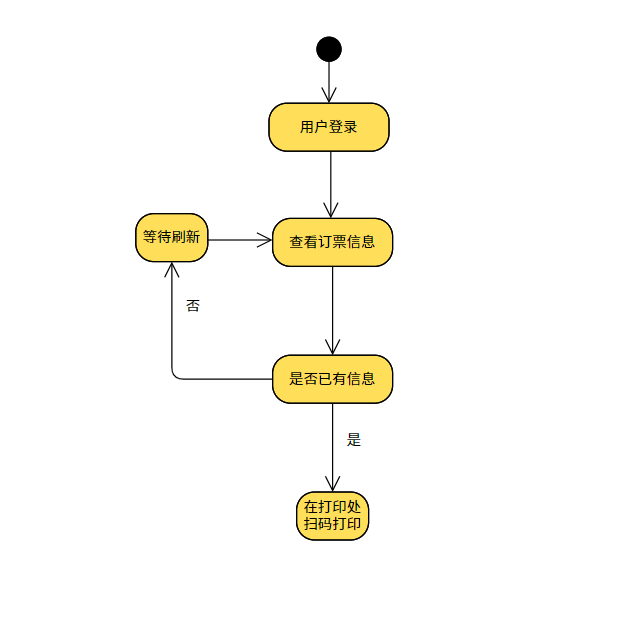 用户登录
等待刷新
查看订票信息
否
是否已有信息
是
在打印处
扫码打印